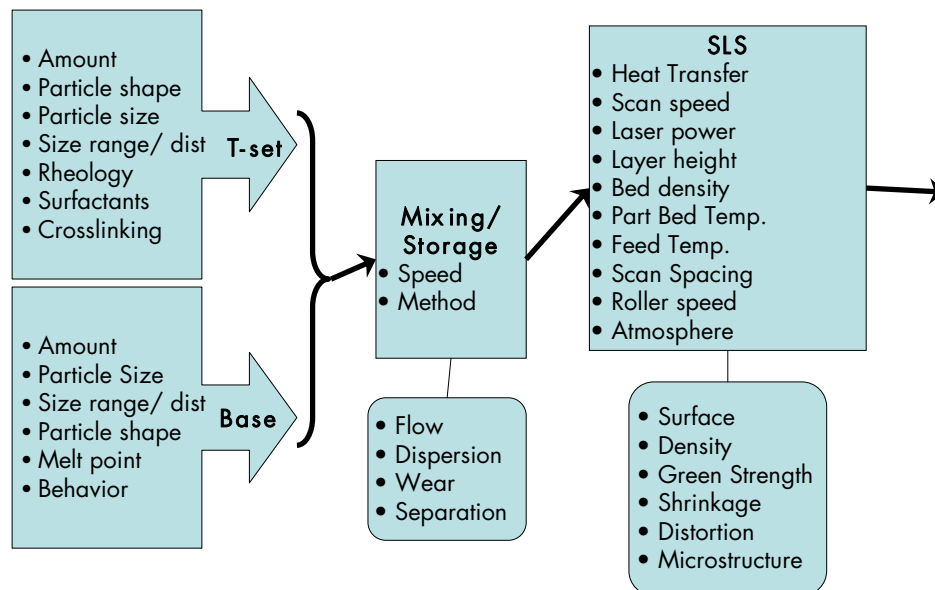 • Amount
• Particle shape
• Particle size
• Size range/ dist
• Rheology
• Surfactants
• Crosslinking
T-set
• Amount
• Particle Size
• Size range/ dist
• Particle shape
• Melt point
• Behavior
Base
Mixing/
Storage
• Speed
• Method
• Flow
• Dispersion
• Wear
• Separation
SLS
• Heat Transfer
• Scan speed
• Laser power
• Layer height
• Bed density
• Part Bed Temp.
• Feed Temp.
• Scan Spacing
• Roller speed
• Atmosphere
• Surface
• Density
• Green Strength
• Shrinkage
• Distortion
• Microstructure